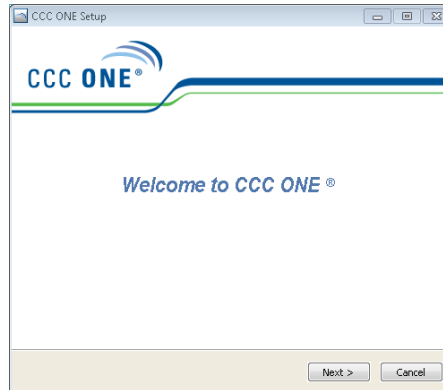 CCC ONE Setup
CCC ONE®
Welcome to CCC ONE ®
Next >
Cancel